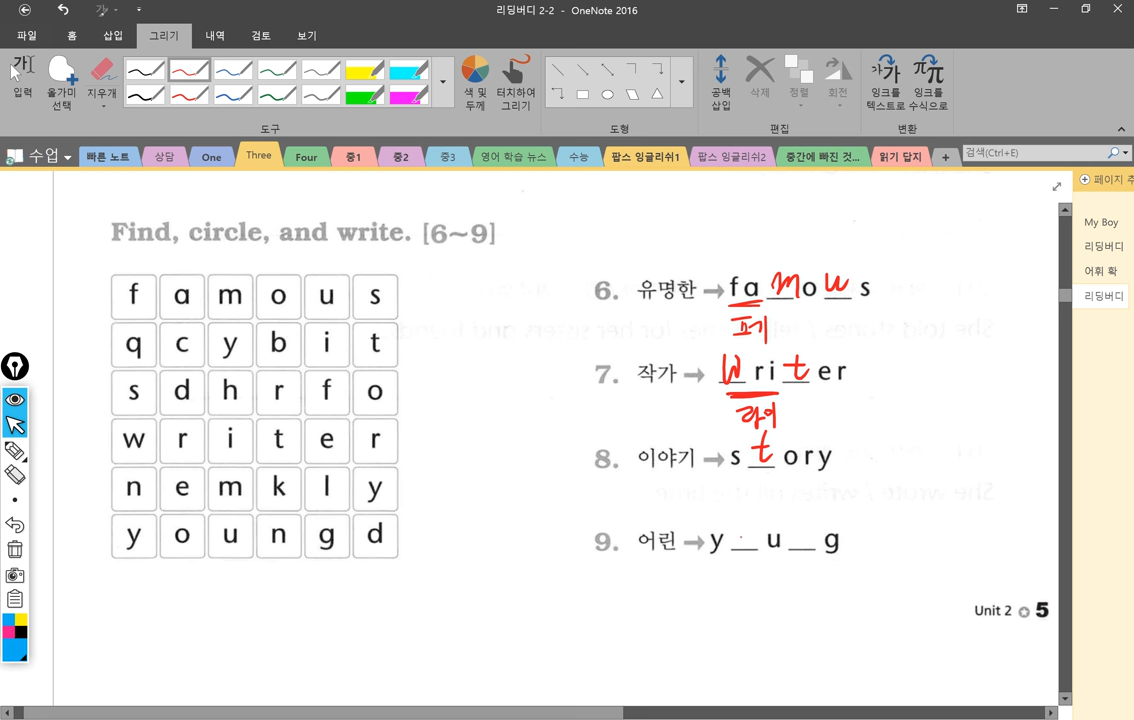 리딩버디 2-2 - OneNote 2016
파일 홈 삽입 그리기 내역 검토 보기
입력
올가미 선택
지우개
색 및 두께
터치하여 그리기
공백 삽입
삭제
정렬
회전
잉크를 텍스트로
잉크를 수식으로
도구
도형
편집
변환
수업
빠른 노트 상담 One Three Four 중1 중2 중3 영어 학습 뉴스 수능 팝스 잉글리쉬1 팝스 잉글리쉬2 중간에 빠진 것... 읽기 답지 +
검색(Ctrl+E)
페이지 추
My Boy
리딩버디
어휘 확
리딩버디
Find, circle, and write. [6~9]
f a m o u s
q c y b i t
s d h r f o
w r i t e r
n e m k l y
y o u n g d
6. 유명한 → fa m o u s
페
7. 작가 → w ri t er
라이
8. 이야기 → s t ory
9. 어린 → y __ u __ g
Unit 2 5